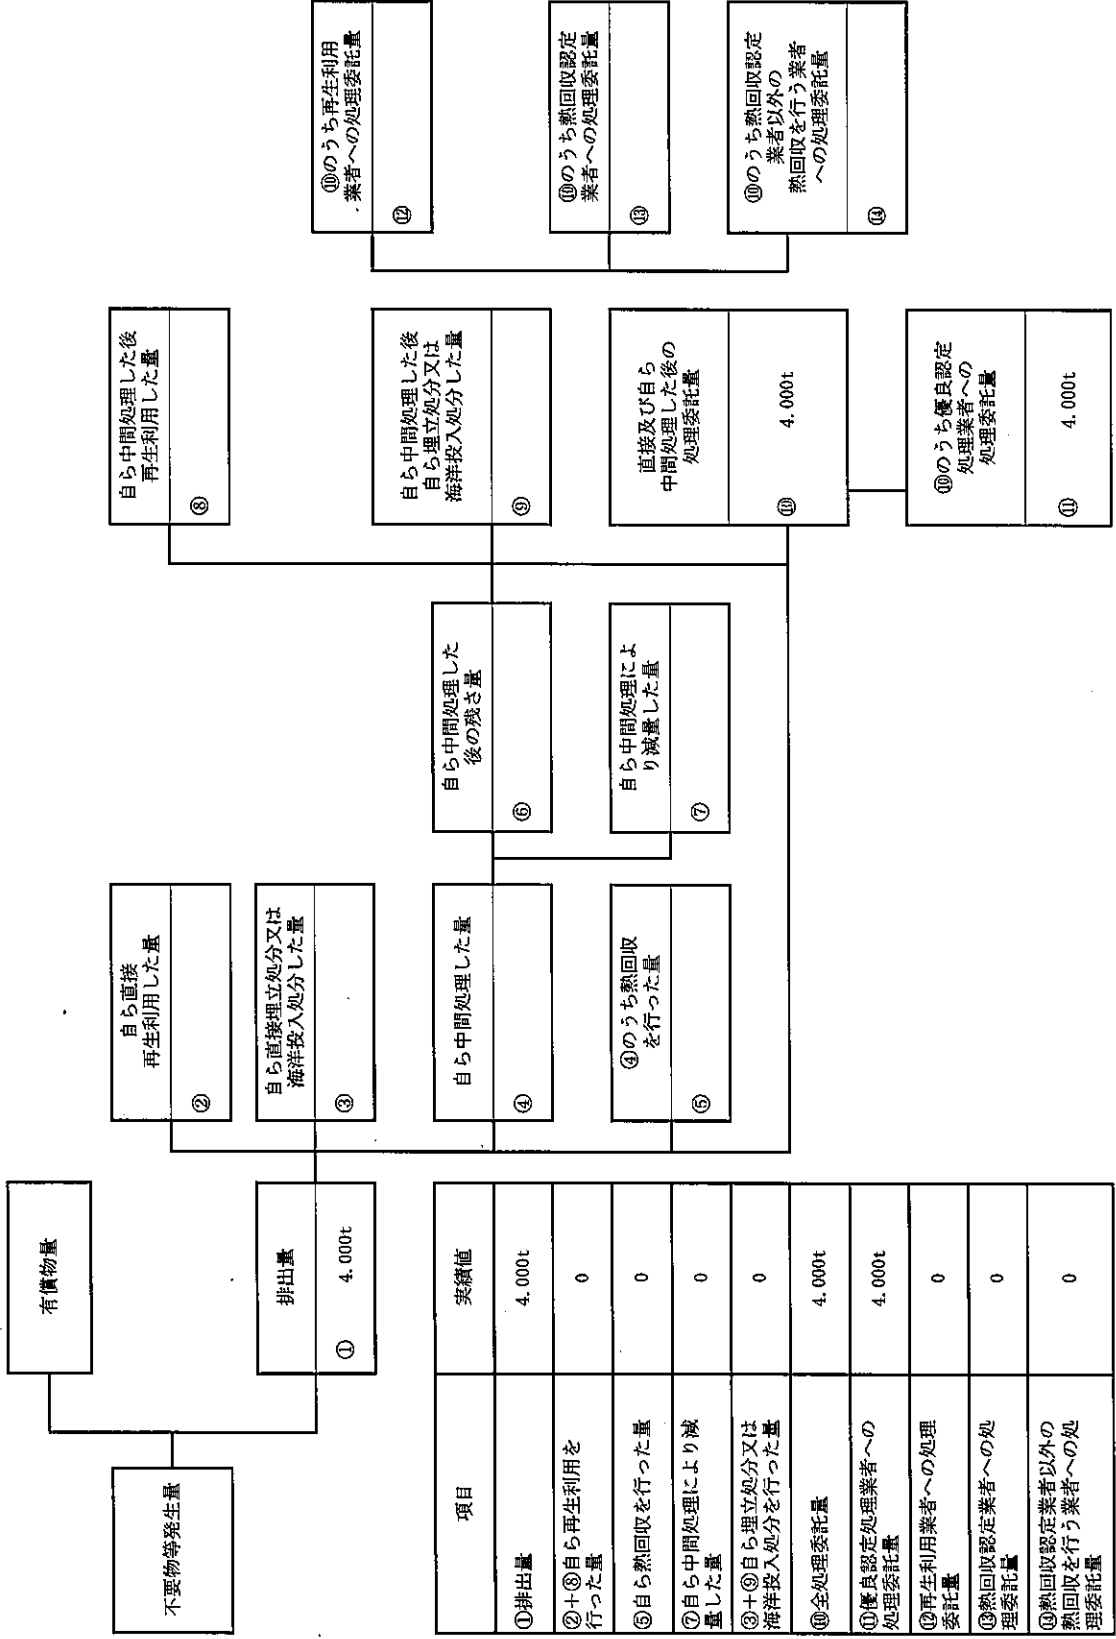 不要物等発生量
有償物量
排出量
① 4.000t
自ら直接
再生利用した量
②
自ら直接埋立処分又は
海洋投入処分した量
③
自ら中間処理した量
④
④のうち熱回収
を行った量
⑤
自ら中間処理した
後の残さ量
⑥
自ら中間処理によ
り減量した量
⑦
自ら中間処理した後
再生利用した量
⑧
自ら中間処理した後
自ら埋立処分又は
海洋投入処分した量
⑨
直接及び自ら
中間処理した後の
処理委託量
⑩ 4.000t
⑩のうち優良認定
処理業者への
処理委託量
⑪ 4.000t
⑩のうち再生利用
業者への処理委託量
⑫
⑩のうち熱回収認定
業者への処理委託量
⑬
⑩のうち熱回収認定
業者以外の
熱回収を行う業者
への処理委託量
⑭
項目 実績値
①排出量 4.000t
②+⑧自ら再生利用を
行った量 0
⑤自ら熱回収を行った量 0
⑦自ら中間処理により減
量した量 0
③+⑨自ら埋立処分又は
海洋投入処分を行った量 0
⑩全処理委託量 4.000t
⑪優良認定処理業者への
処理委託量 4.000t
⑫再生利用業者への処理
委託量 0
⑬熱回収認定業者への処
理委託量 0
⑭熱回収認定業者以外の
熱回収を行う業者への処
理委託量 0